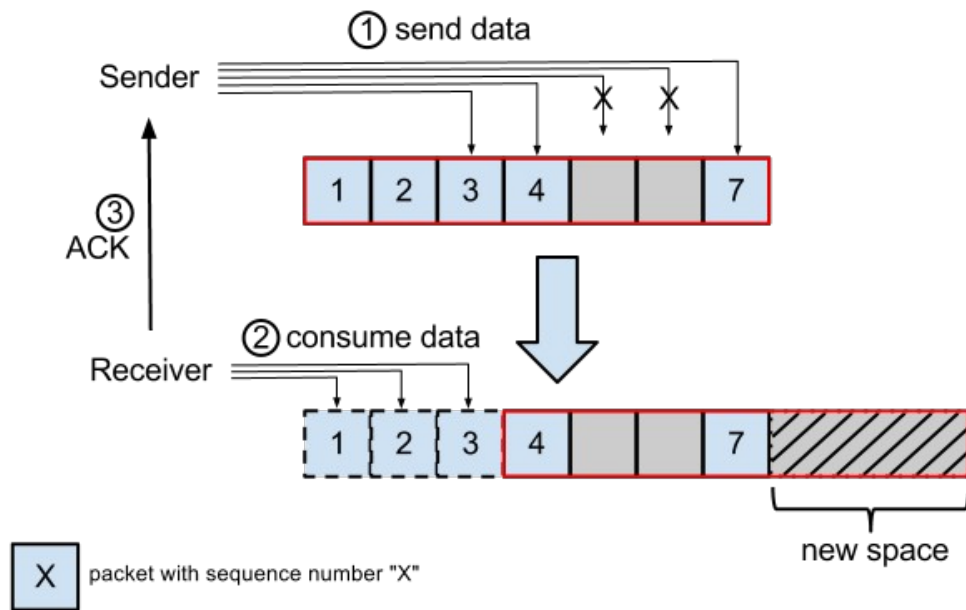 ① send data
Sender
X X
1 2 3 4 7
③
ACK
② consume data
Receiver
1 2 3 4 7
new space
X packet with sequence number "X"